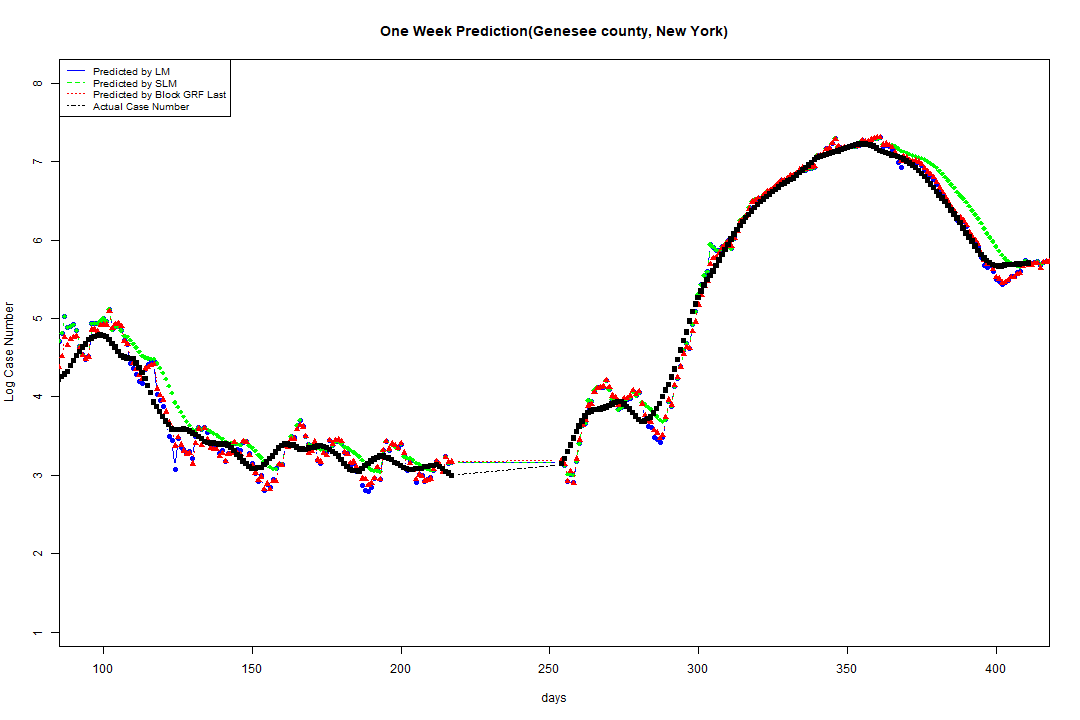 One Week Prediction(Genesee county, New York)
Predicted by LM
Predicted by SLM
Predicted by Block GRF Last
Actual Case Number
8
7
6
5
4
3
2
1
Log Case Number
100 150 200 250 300 350 400
days